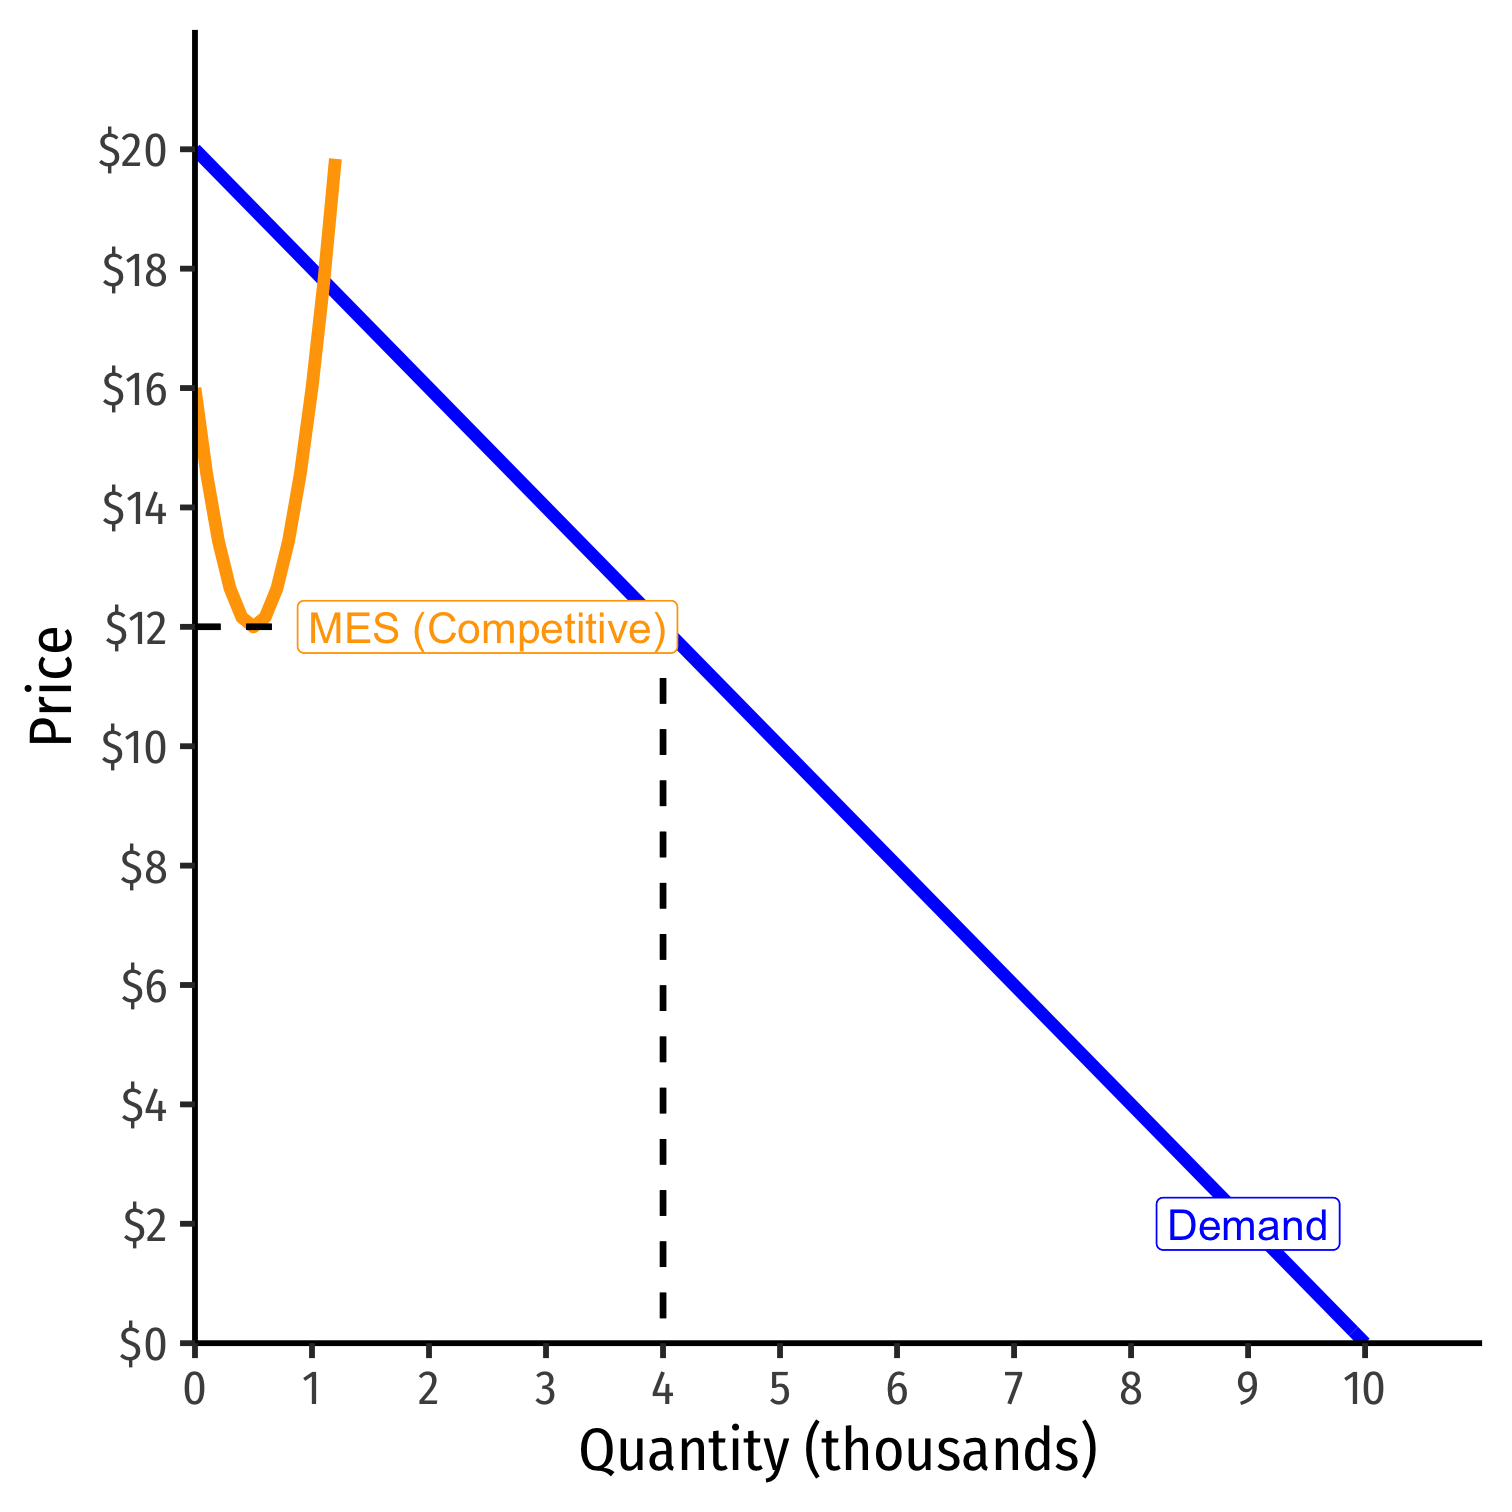 $20
$18
$16
$14
$12
$10
$8
$6
$4
$2
$0
Price
MES (Competitive)
Demand
0 1 2 3 4 5 6 7 8 9 10
Quantity (thousands)